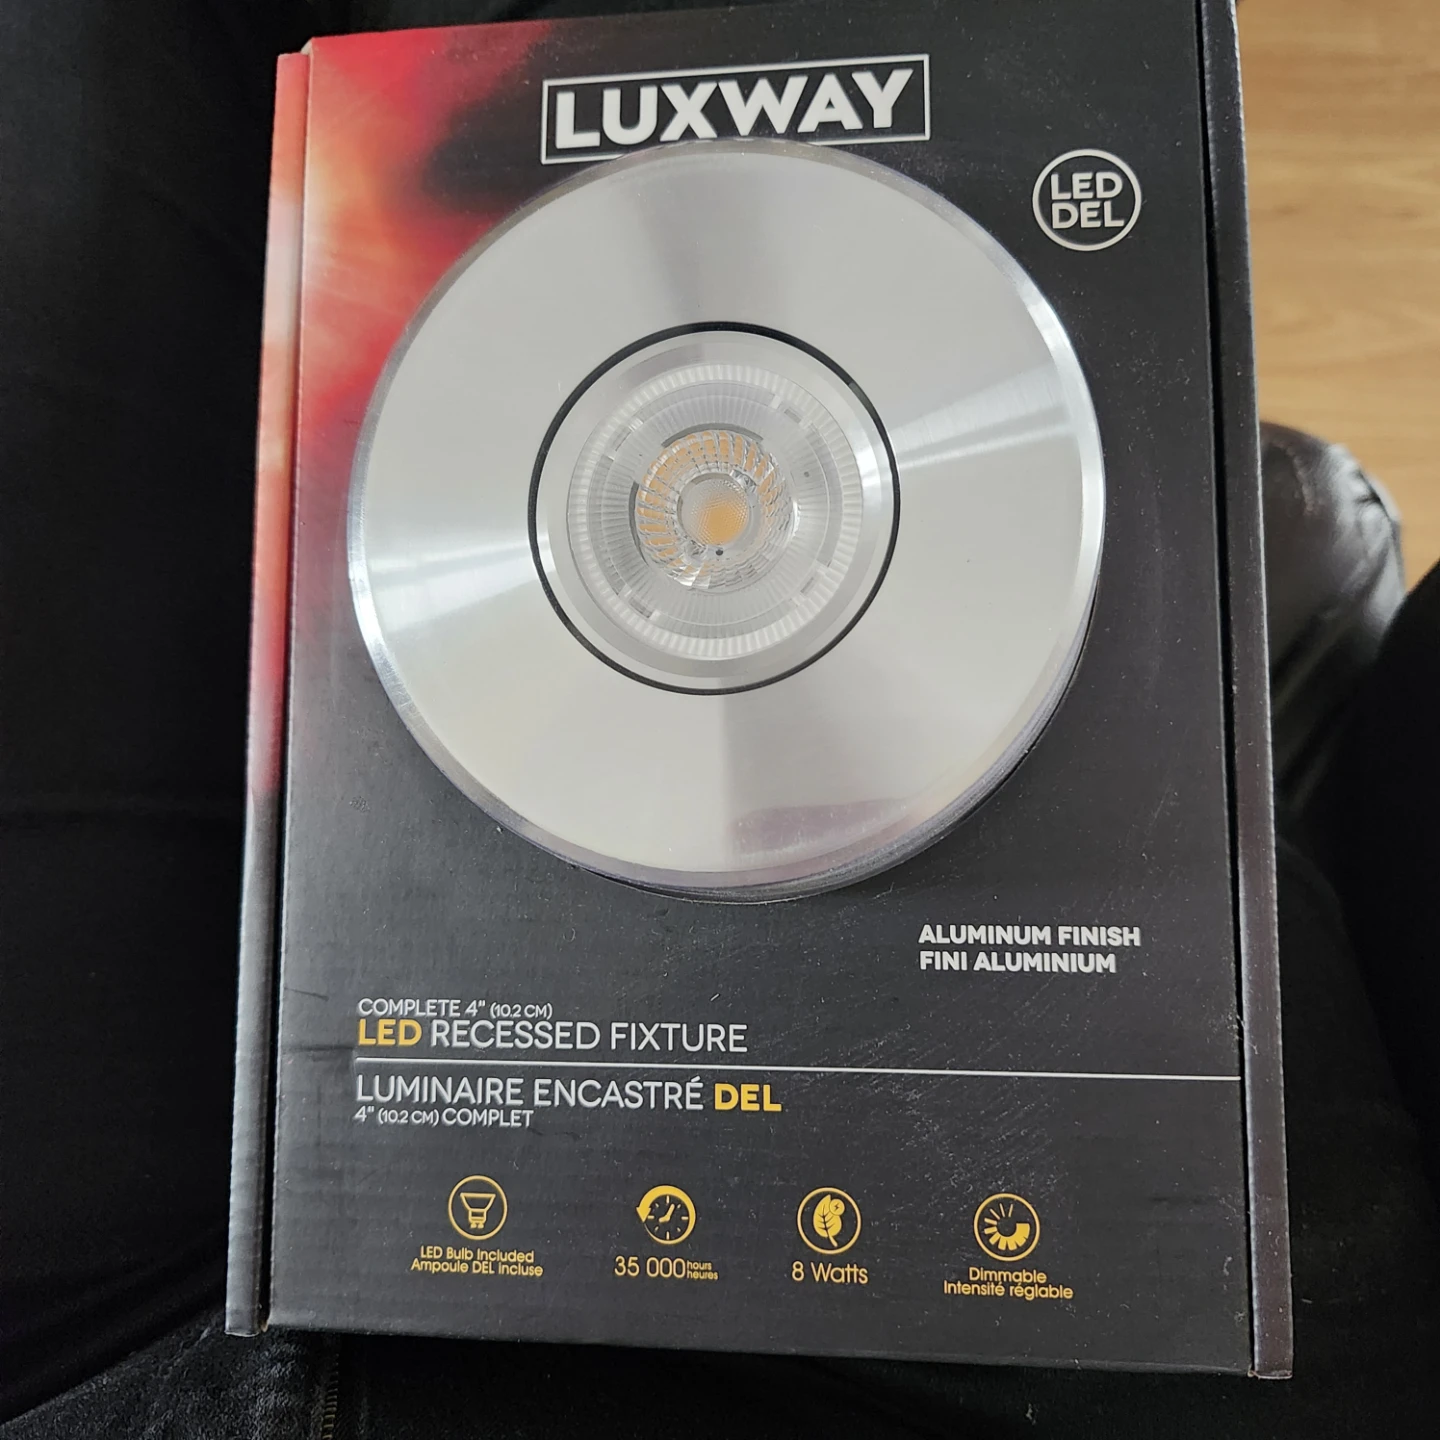 LUXWAY
LED
DEL
ALUMINUM FINISH
FINI ALUMINIUM
COMPLETE 4" (10.2 CM)
LED RECESSED FIXTURE
LUMINAIRE ENCASTRÉ DEL
4" (10.2 CM) COMPLET
LED Bulb Included
Ampoule DEL incluse
35 000 hours
heures
8 Watts
Dimmable
Intensité réglable